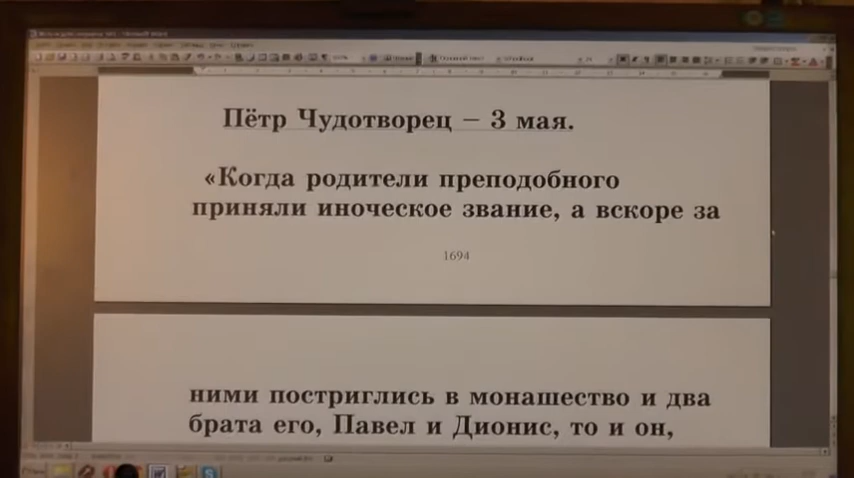 Пётр Чудотворец – 3 мая.
«Когда родители преподобного
приняли иноческое звание, а вскоре за
1694
ними постриглись в монашество и два
брата его, Павел и Дионис, то и он,